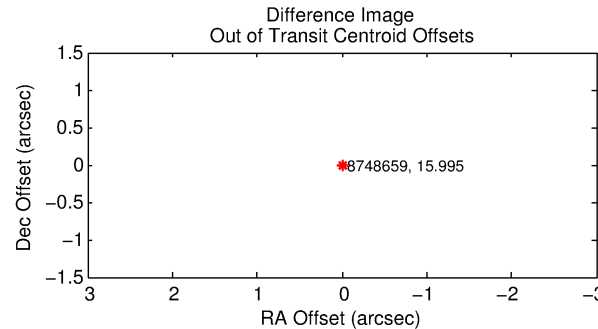 Difference Image
Out of Transit Centroid Offsets
1.5
1
0.5
0
−0.5
−1
−1.5
Dec Offset (arcsec)
8748659, 15.995
3 2 1 0 −1 −2 −3
RA Offset (arcsec)